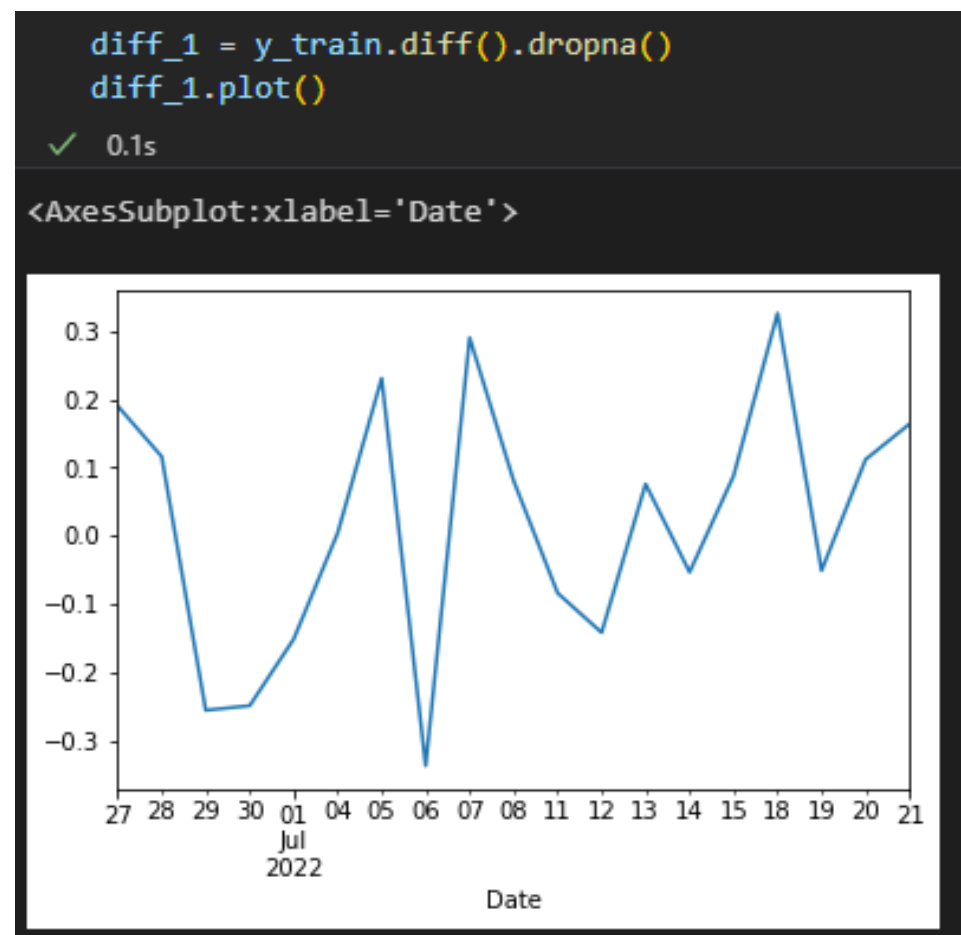 diff_1 = y_train.diff().dropna()
diff_1.plot()
✓ 0.1s
<AxesSubplot:xlabel='Date'>
0.3
0.2
0.1
0.0
−0.1
−0.2
−0.3
27 28 29 30 01 04 05 06 07 08 11 12 13 14 15 18 19 20 21
Jul
2022
Date